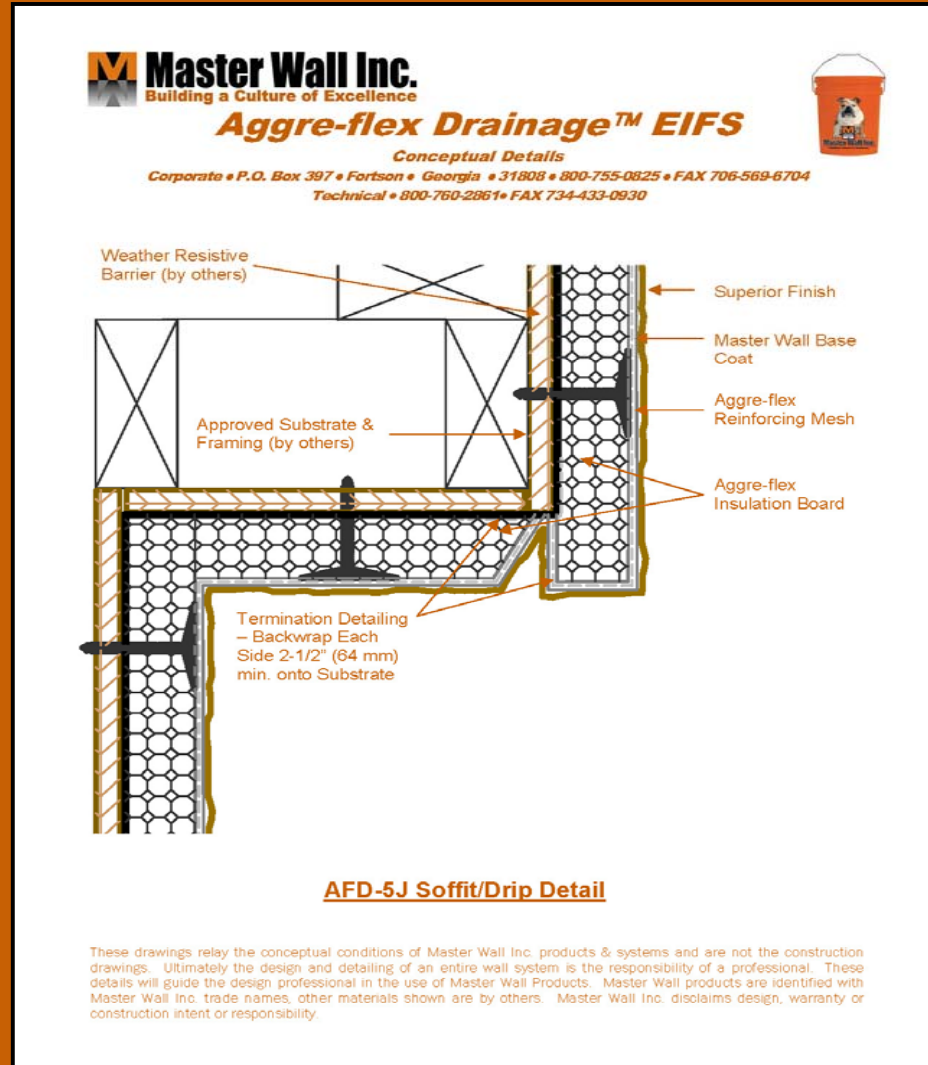 Master Wall Inc.
Building a Culture of Excellence
Aggre-flex Drainage™ EIFS
Conceptual Details
Corporate • P.O. Box 397 • Fortson • Georgia • 31808 • 800-755-0825 • FAX 706-569-6704
Technical • 800-760-2861• FAX 734-433-0930
Master Wall Inc.
Weather Resistive
Barrier (by others)
Superior Finish
Master Wall Base
Coat
Aggre-flex
Reinforcing Mesh
Approved Substrate &
Framing (by others)
Aggre-flex
Insulation Board
Termination Detailing
– Backwrap Each
Side 2-1/2" (64 mm)
min. onto Substrate
AFD-5J Soffit/Drip Detail
These drawings relay the conceptual conditions of Master Wall Inc. products & systems and are not the construction
drawings. Ultimately the design and detailing of an entire wall system is the responsibility of a professional. These
details will guide the design professional in the use of Master Wall Products. Master Wall products are identified with
Master Wall Inc. trade names, other materials shown are by others. Master Wall Inc. disclaims design, warranty or
construction intent or responsibility.